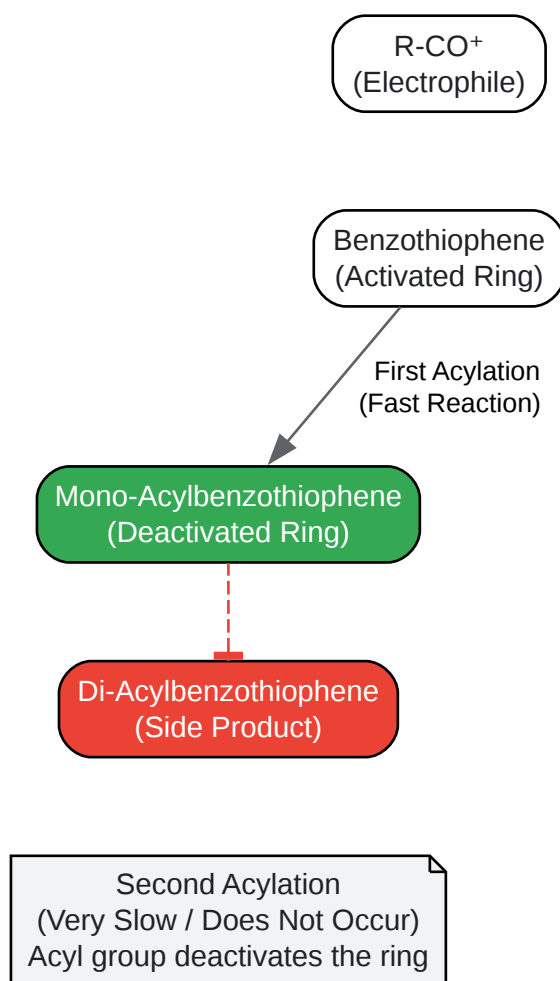 R-CO⁺
(Electrophile)
Benzothiophene
(Activated Ring)
First Acylation
(Fast Reaction)
Mono-Acylbenzothiophene
(Deactivated Ring)
Di-Acylbenzothiophene
(Side Product)
Second Acylation
(Very Slow / Does Not Occur)
Acyl group deactivates the ring